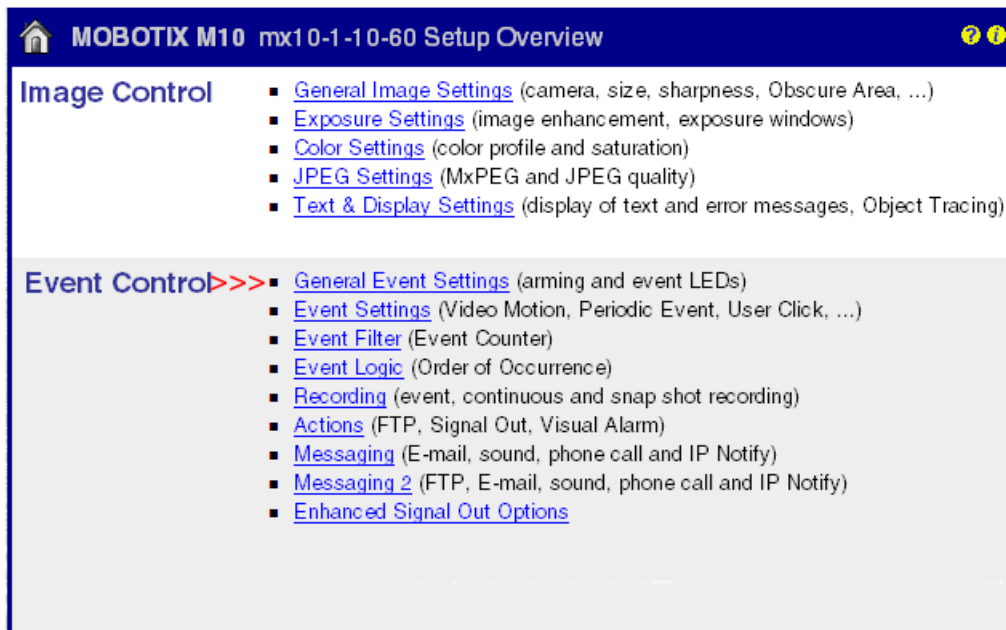 MOBOTIX M10 mx10-1-10-60 Setup Overview ? i
Image Control
General Image Settings (camera, size, sharpness, Obscure Area, ...)
Exposure Settings (image enhancement, exposure windows)
Color Settings (color profile and saturation)
JPEG Settings (MxPEG and JPEG quality)
Text & Display Settings (display of text and error messages, Object Tracing)
Event Control>>>
General Event Settings (arming and event LEDs)
Event Settings (Video Motion, Periodic Event, User Click, ...)
Event Filter (Event Counter)
Event Logic (Order of Occurrence)
Recording (event, continuous and snap shot recording)
Actions (FTP, Signal Out, Visual Alarm)
Messaging (E-mail, sound, phone call and IP Notify)
Messaging 2 (FTP, E-mail, sound, phone call and IP Notify)
Enhanced Signal Out Options